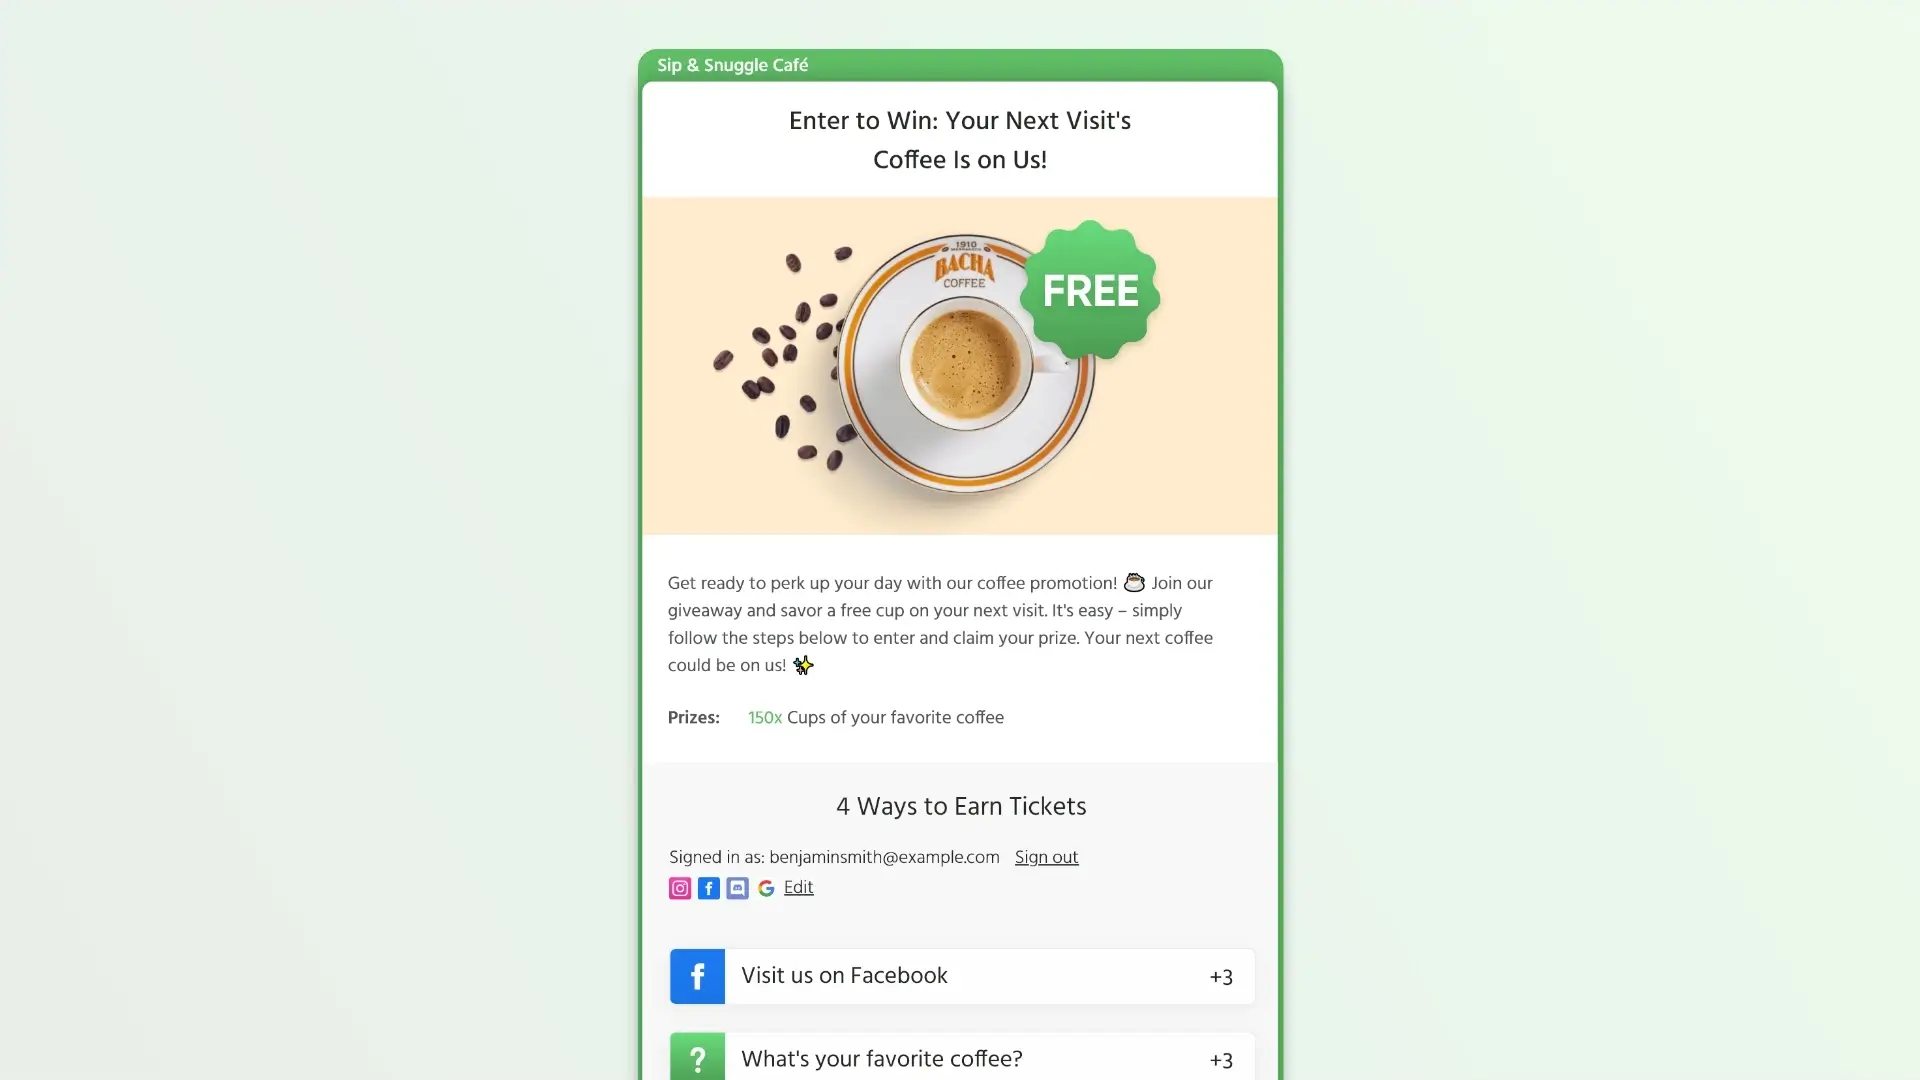 Sip & Snuggle Café
Enter to Win: Your Next Visit's
Coffee Is on Us!
1910
BACHA
COFFEE
FREE
Get ready to perk up your day with our coffee promotion! ☕ Join our
giveaway and savor a free cup on your next visit. It's easy – simply
follow the steps below to enter and claim your prize. Your next coffee
could be on us! ✨
Prizes: 150x Cups of your favorite coffee
4 Ways to Earn Tickets
Signed in as: benjaminsmith@example.com Sign out
Edit
Visit us on Facebook +3
What's your favorite coffee? +3